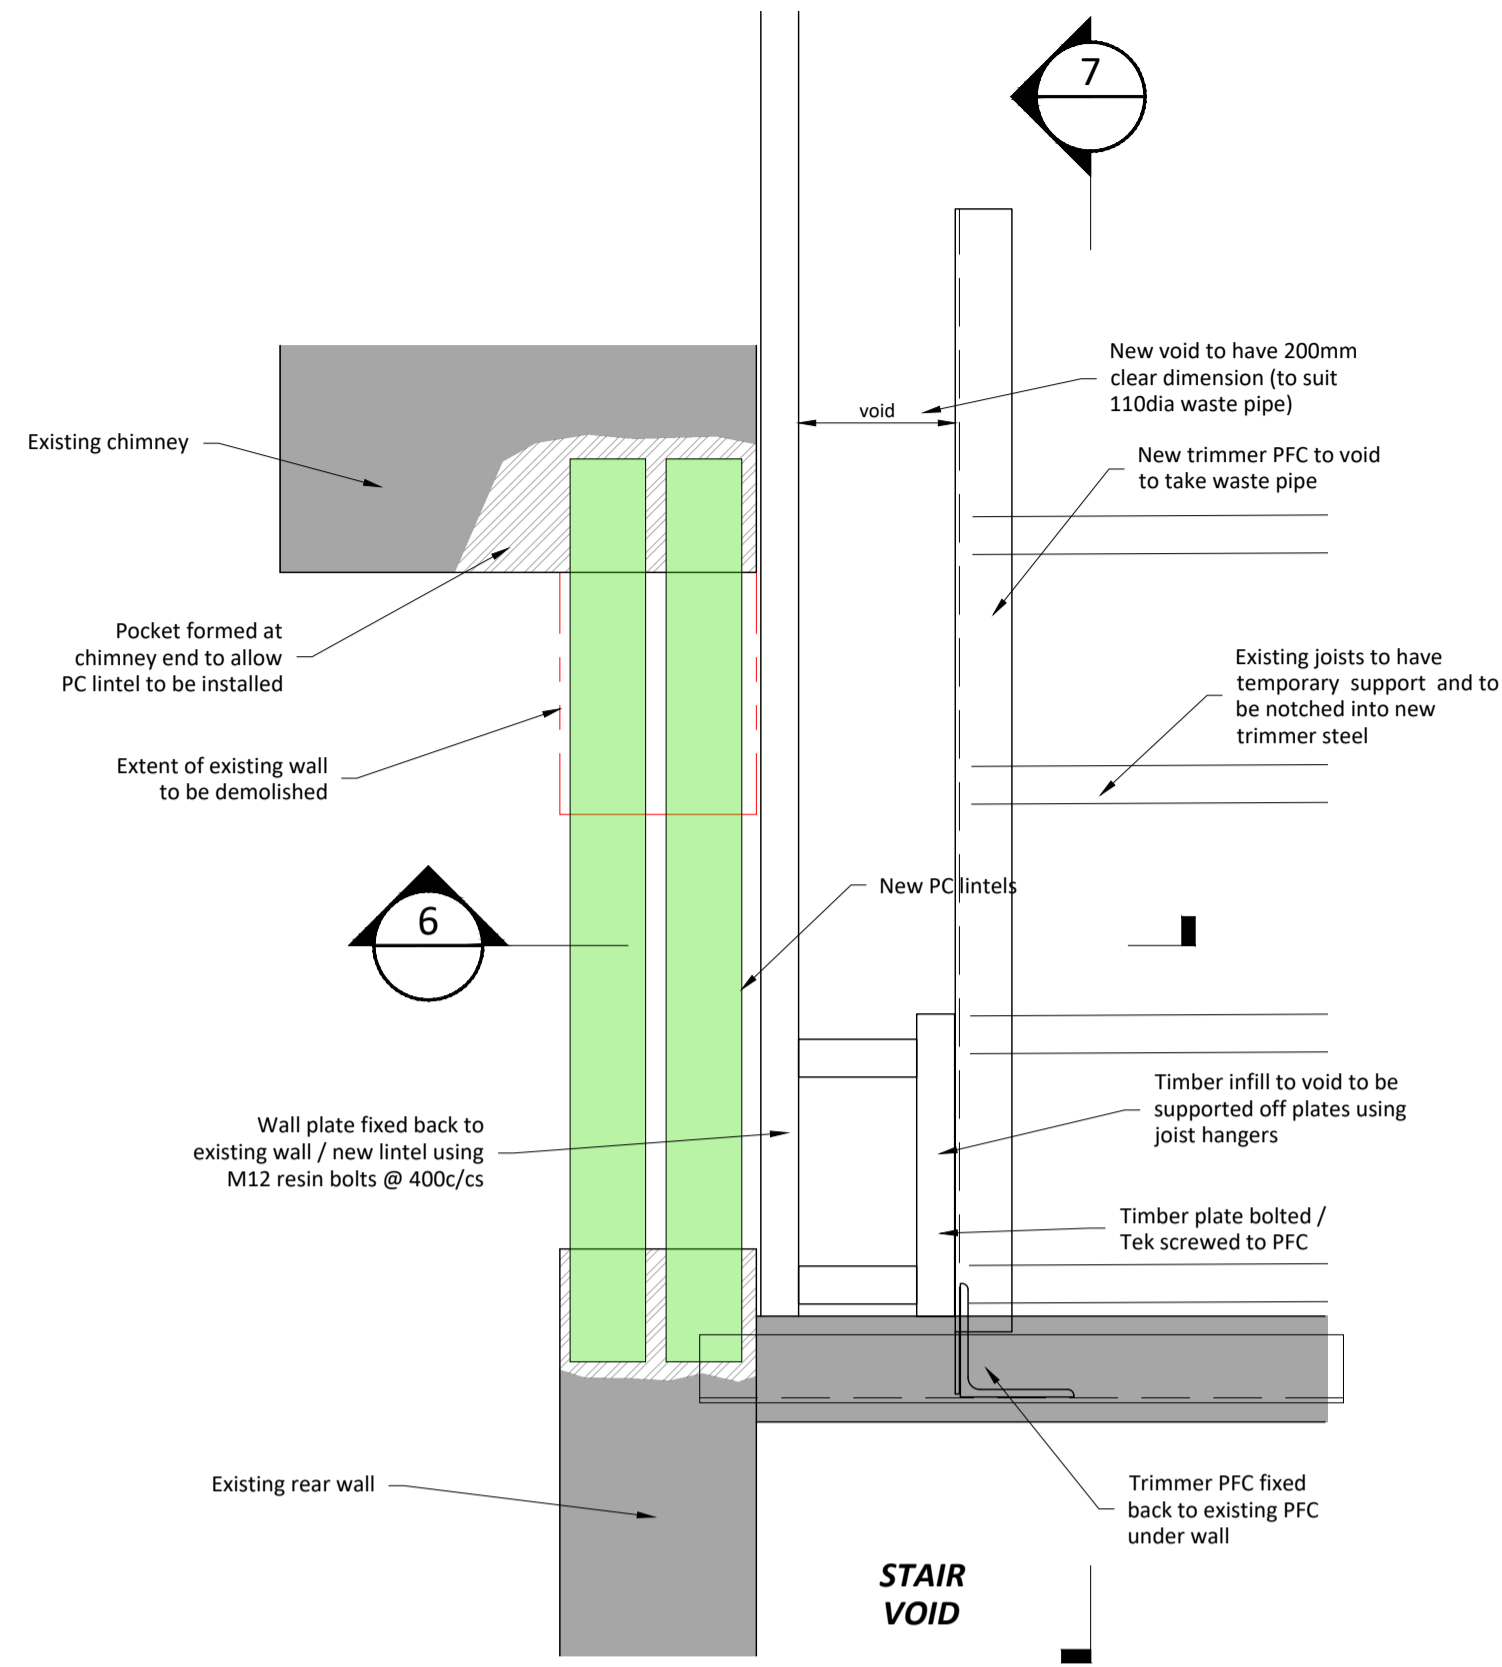 7
New void to have 200mm
clear dimension (to suit
110dia waste pipe)
void
Existing chimney
New trimmer PFC to void
to take waste pipe
Pocket formed at
chimney end to allow
PC lintel to be installed
Existing joists to have
temporary support and to
be notched into new
trimmer steel
Extent of existing wall
to be demolished
New PC lintels
6
Timber infill to void to be
supported off plates using
joist hangers
Wall plate fixed back to
existing wall / new lintel using
M12 resin bolts @ 400c/cs
Timber plate bolted /
Tek screwed to PFC
Existing rear wall
Trimmer PFC fixed
back to existing PFC
under wall
STAIR
VOID